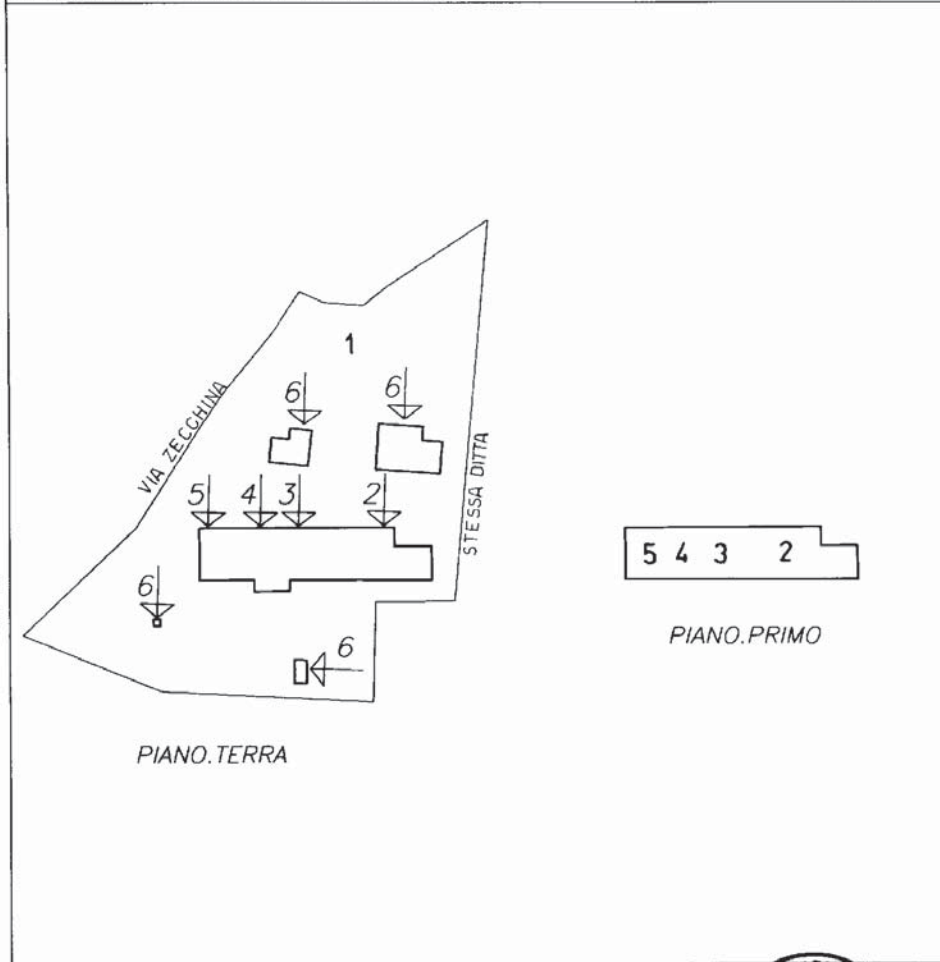 1
6
6
VIA ZECCHINA
STESSA DITTA
5 4 3 2
6
6
PIANO.TERRA
5 4 3 2
PIANO.PRIMO